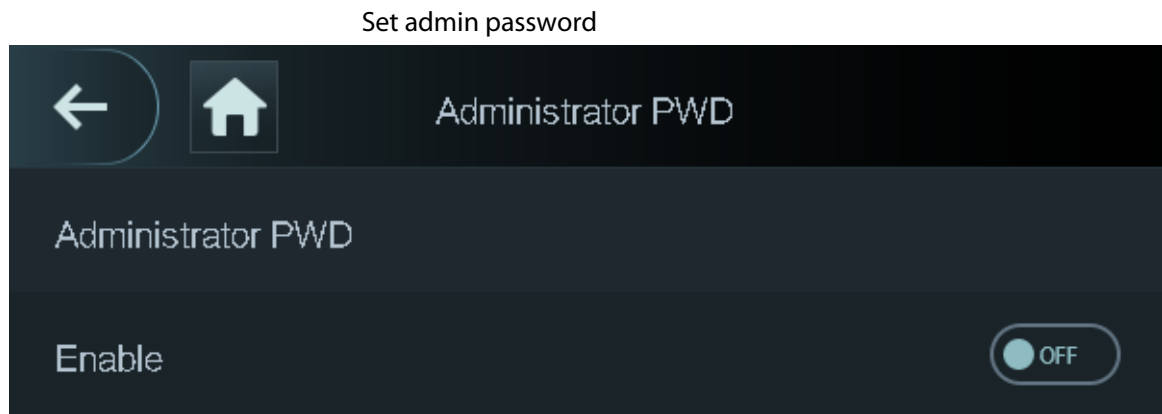 Set admin password
Administrator PWD
Administrator PWD
Enable
OFF